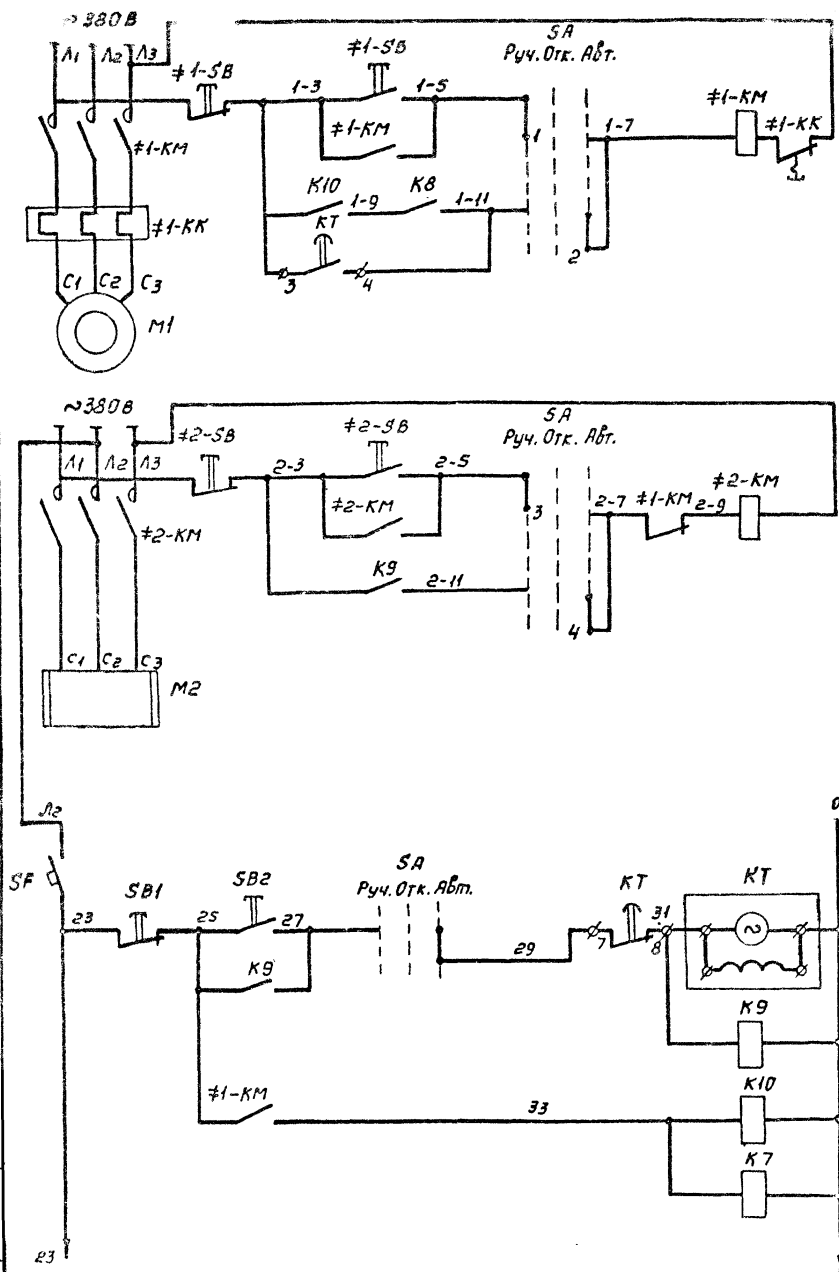 ~380 В
Л1 Л2 Л3
‡1-SB
‡1-SB
SA
Руч. Отк. Авт.
1-3
1-5
‡1-KM
‡1-KM
1
1-7
‡1-KM
‡1-KK
K10
1-9
K8
1-11
‡1-KK
KT
2
3
4
C1 C2 C3
M1
~380 В
Л1 Л2 Л3
‡2-SB
‡2-SB
SA
Руч. Отк. Авт.
2-3
2-5
‡2-KM
‡2-KM
3
2-7
‡1-KM
2-9
‡2-KM
K9
2-11
4
C1 C2 C3
M2
Л2
0
SF
SB1
SB2
SA
Руч. Отк. Авт.
KT
KT
23
25
27
29
7
31
8
~
K9
K9
‡1-KM
33
K10
K7
23